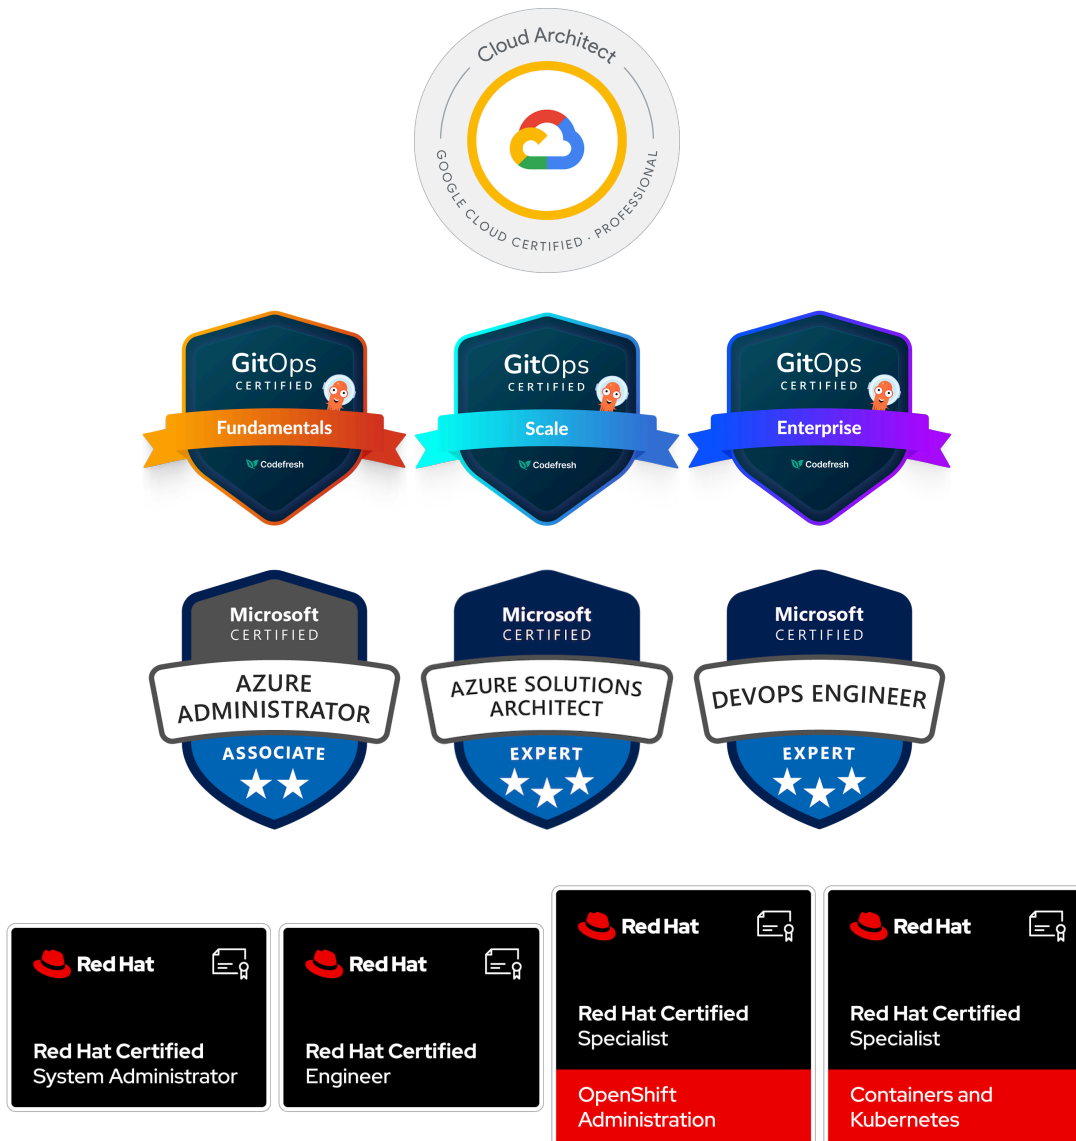 Cloud Architect
GOOGLE CLOUD CERTIFIED · PROFESSIONAL
GitOps
CERTIFIED
Fundamentals
Codefresh
GitOps
CERTIFIED
Scale
Codefresh
GitOps
CERTIFIED
Enterprise
Codefresh
Microsoft
CERTIFIED
AZURE
ADMINISTRATOR
ASSOCIATE
Microsoft
CERTIFIED
AZURE SOLUTIONS
ARCHITECT
EXPERT
Microsoft
CERTIFIED
DEVOPS ENGINEER
EXPERT
Red Hat
Red Hat Certified
System Administrator
Red Hat
Red Hat Certified
Engineer
Red Hat
Red Hat Certified
Specialist
OpenShift
Administration
Red Hat
Red Hat Certified
Specialist
Containers and
Kubernetes